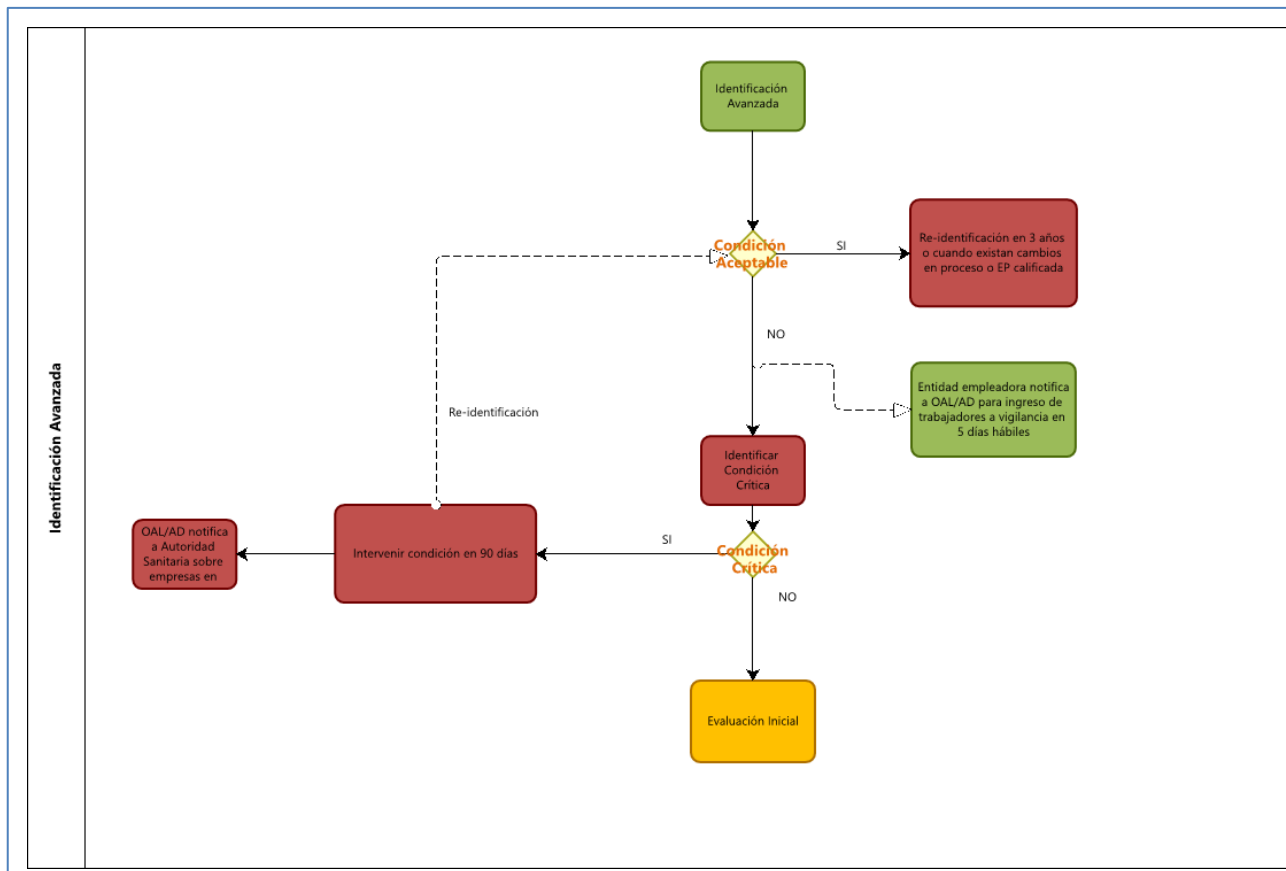 Identificación Avanzada
Identificación
Avanzada
Condición
Aceptable
SI
Re-identificación en 3 años
o cuando existan cambios
en proceso o EP calificada
NO
Entidad empleadora notifica
a OAL/AD para ingreso de
trabajadores a vigilancia en
5 días hábiles
Re-identificación
Identificar
Condición
Crítica
OAL/AD notifica
a Autoridad
Sanitaria sobre
empresas en
Intervenir condición en 90 días
SI
Condición
Crítica
NO
Evaluación Inicial